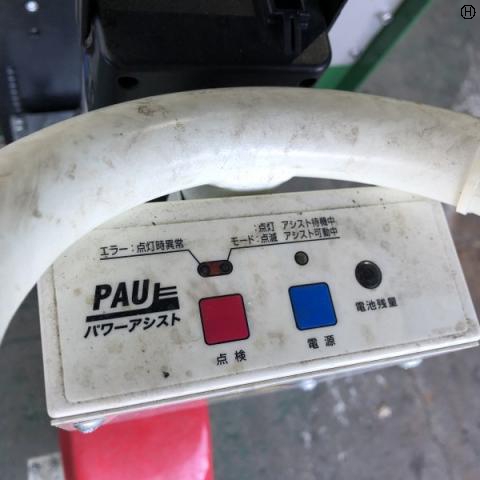 H
:点灯 アシスト待機中
エラー:点灯時異常
モード:点滅 アシスト可動中
PAU
パワーアシスト
電池残量
点検
電源